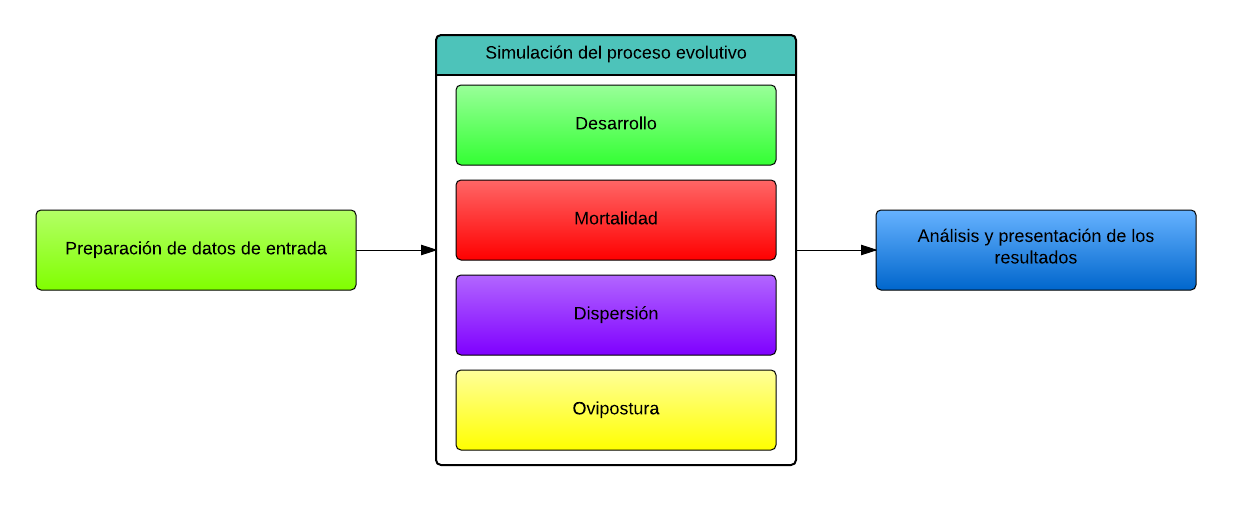 Simulación del proceso evolutivo
Desarrollo
Mortalidad
Dispersión
Ovipostura
Preparación de datos de entrada
Análisis y presentación de los
resultados